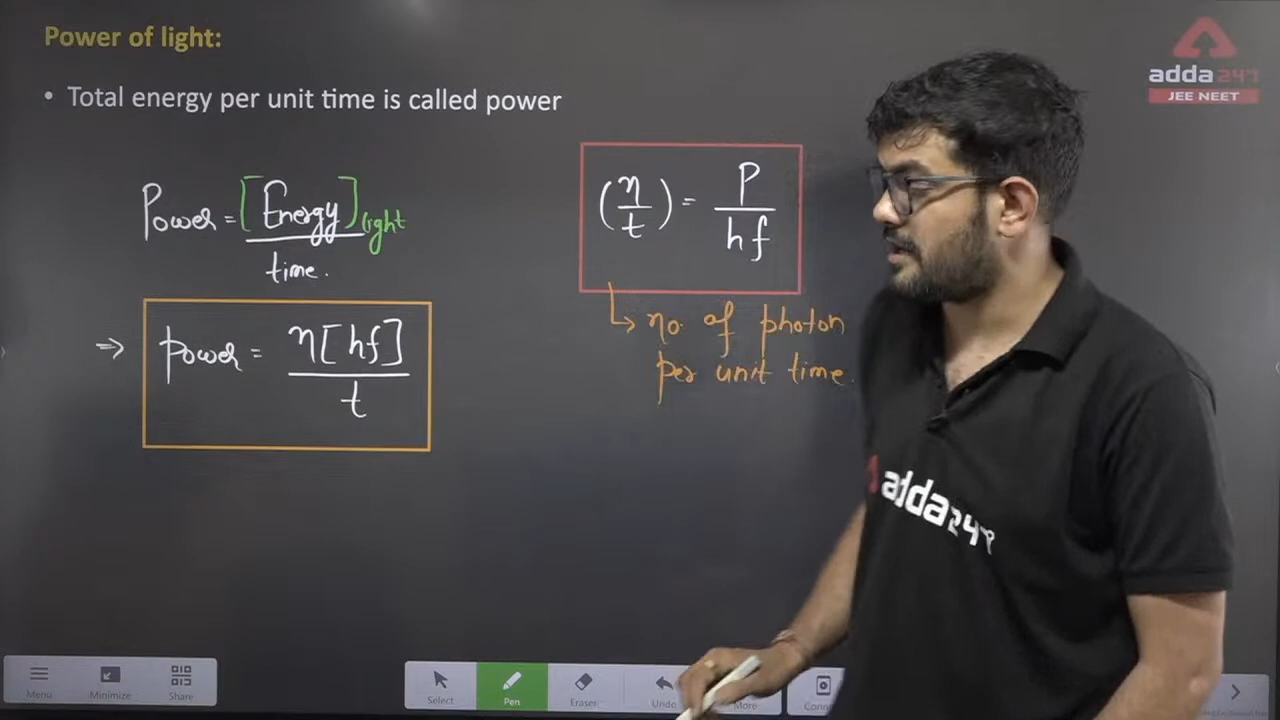 Power of light:
• Total energy per unit time is called power
adda247
JEE NEET
Power = [Energy]light
time.
(n/t) = P/hf
⇒ power = n[hf]
t
↳ no. of photon
per unit time.
adda247
Menu
Minimize
Share
Select
Pen
Eraser
Undo
More